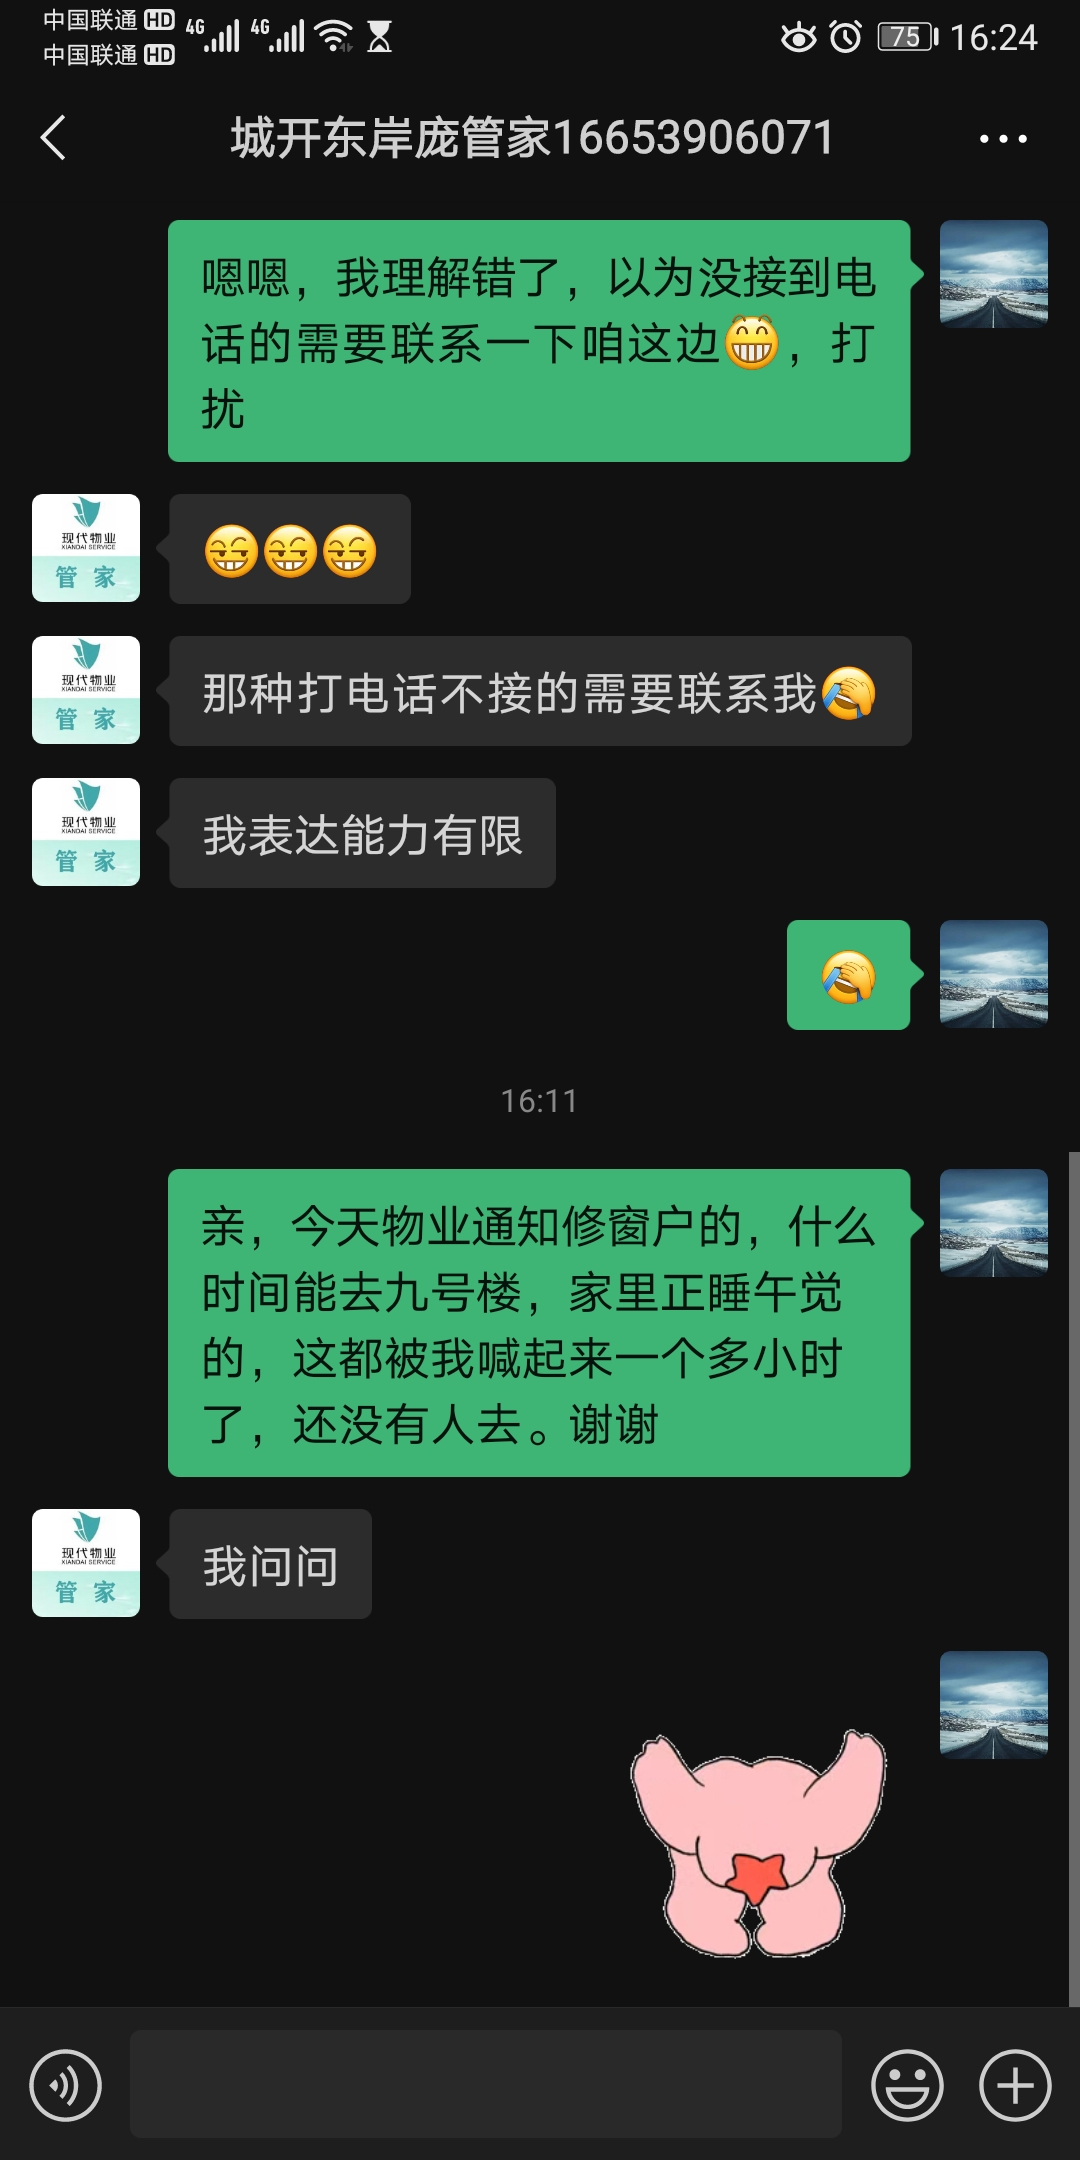 中国联通 HD 4G 4G 75 16:24
中国联通 HD
城开东岸庞管家16653906071
嗯嗯，我理解错了，以为没接到电
话的需要联系一下咱这边😁，打
扰
现代物业
XIANDAI SERVICE
管 家
现代物业
XIANDAI SERVICE
管 家
那种打电话不接的需要联系我
现代物业
XIANDAI SERVICE
管 家
我表达能力有限
16:11
亲，今天物业通知修窗户的，什么
时间能去九号楼，家里正睡午觉
的，这都被我喊起来一个多小时
了，还没有人去。谢谢
现代物业
XIANDAI SERVICE
管 家
我问问